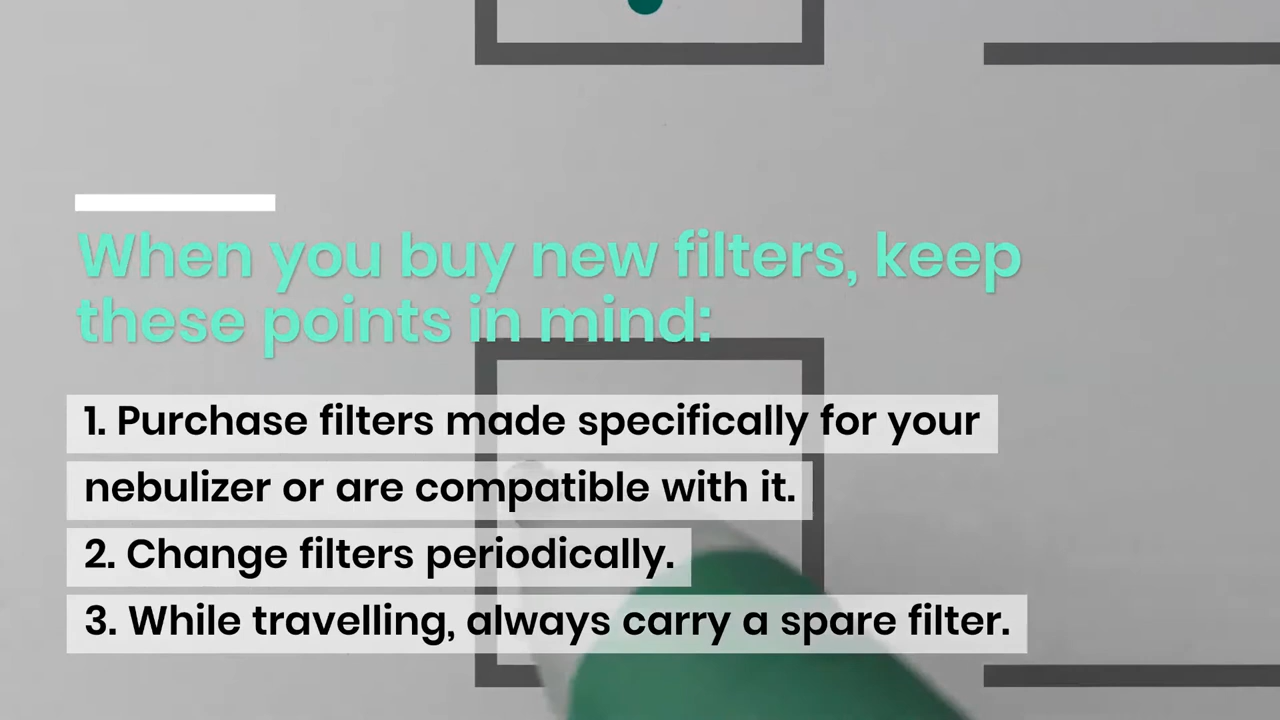 When you buy new filters, keep
these points in mind:
1. Purchase filters made specifically for your
nebulizer or are compatible with it.
2. Change filters periodically.
3. While travelling, always carry a spare filter.